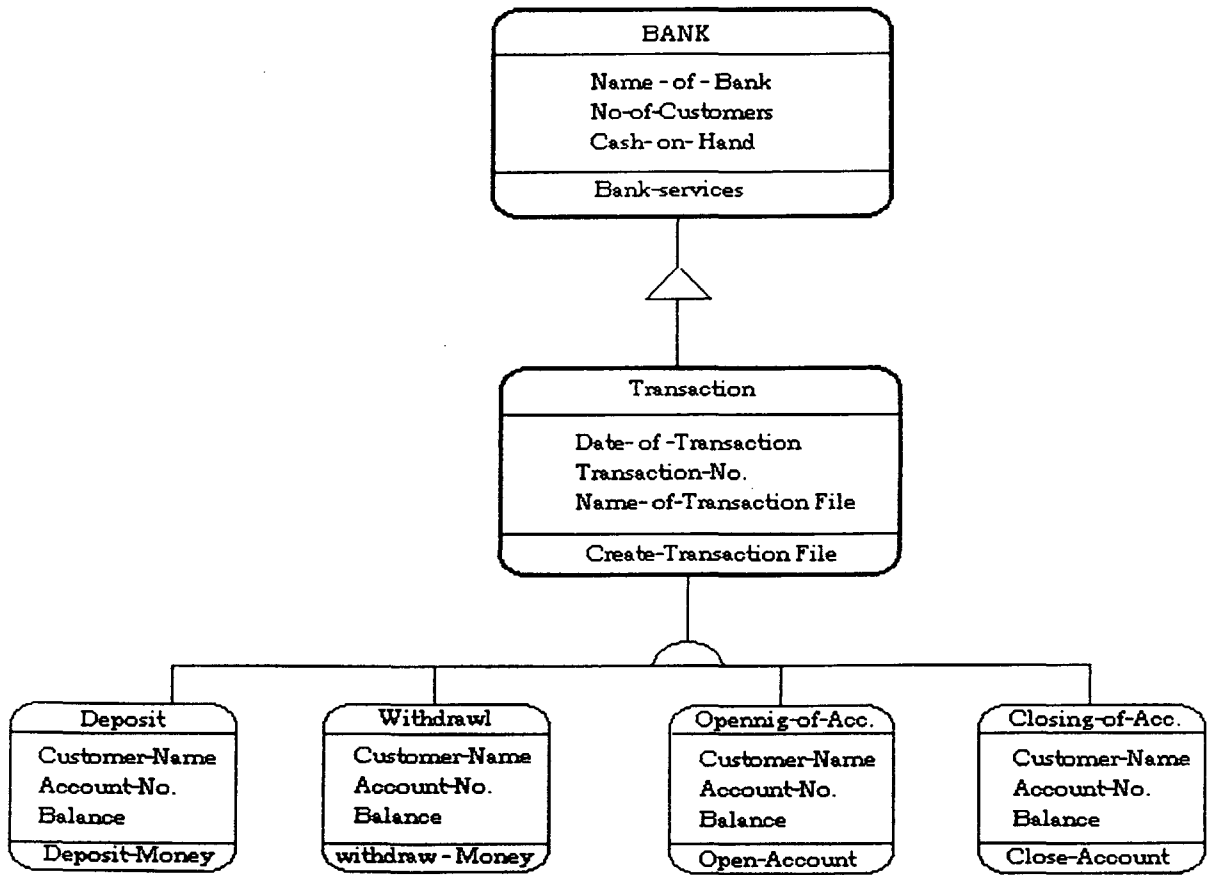 BANK
Name - of - Bank
No-of-Customers
Cash- on- Hand
Bank-services
Transaction
Date- of -Transaction
Transaction-No.
Name- of-Transaction File
Create-Transaction File
Deposit
Customer-Name
Account-No.
Balance
Deposit-Money
Withdrawl
Customer-Name
Account-No.
Balance
withdraw - Money
Opennig-of-Acc.
Customer-Name
Account-No.
Balance
Open-Account
Closing-of-Acc.
Customer-Name
Account-No.
Balance
Close-Account